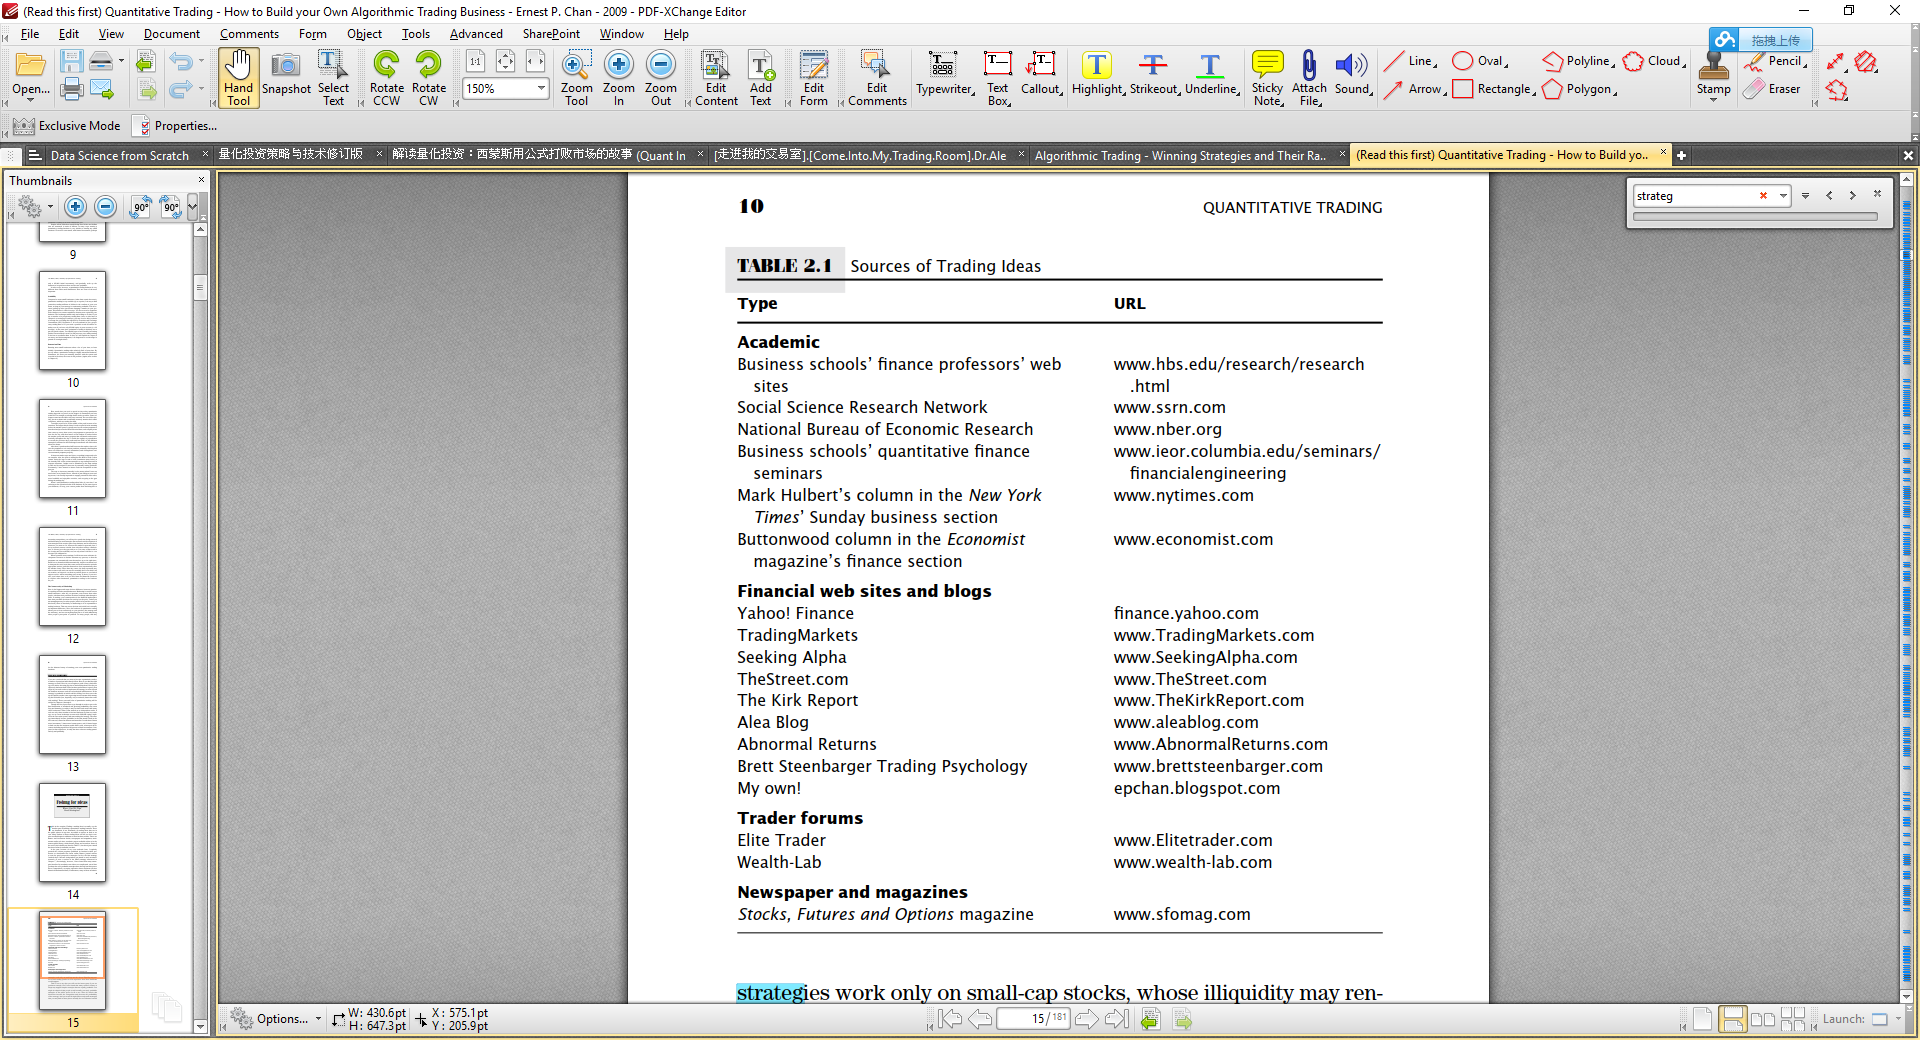 (Read this first) Quantitative Trading - How to Build your Own Algorithmic Trading Business - Ernest P. Chan - 2009 - PDF-XChange Editor
File Edit View Document Comments Form Object Tools Advanced SharePoint Window Help
拖拽上传
Open... Hand Tool Snapshot Select Text Rotate CCW Rotate CW 1:1 150% Zoom Tool Zoom In Zoom Out Edit Content Add Text Edit Form Edit Comments Typewriter Text Box Callout Highlight Strikeout Underline Sticky Note Attach File Sound Line Arrow Oval Rectangle Polyline Polygon Cloud Stamp Pencil Eraser
Exclusive Mode Properties...
Data Science from Scratch
量化投资策略与技术修订版
解读量化投资：西蒙斯用公式打败市场的故事 (Quant In
[走进我的交易室].[Come.Into.My.Trading.Room].Dr.Ale
Algorithmic Trading - Winning Strategies and Their Ra..
(Read this first) Quantitative Trading - How to Build yo..
Thumbnails
90° 90°
9
10
11
12
13
14
15
strateg
10 QUANTITATIVE TRADING
TABLE 2.1 Sources of Trading Ideas
Type URL
Academic
Business schools’ finance professors’ web www.hbs.edu/research/research
sites .html
Social Science Research Network www.ssrn.com
National Bureau of Economic Research www.nber.org
Business schools’ quantitative finance www.ieor.columbia.edu/seminars/
seminars financialengineering
Mark Hulbert’s column in the New York www.nytimes.com
Times’ Sunday business section
Buttonwood column in the Economist www.economist.com
magazine’s finance section
Financial web sites and blogs
Yahoo! Finance finance.yahoo.com
TradingMarkets www.TradingMarkets.com
Seeking Alpha www.SeekingAlpha.com
TheStreet.com www.TheStreet.com
The Kirk Report www.TheKirkReport.com
Alea Blog www.aleablog.com
Abnormal Returns www.AbnormalReturns.com
Brett Steenbarger Trading Psychology www.brettsteenbarger.com
My own! epchan.blogspot.com
Trader forums
Elite Trader www.Elitetrader.com
Wealth-Lab www.wealth-lab.com
Newspaper and magazines
Stocks, Futures and Options magazine www.sfomag.com
strategies work only on small-cap stocks, whose illiquidity may ren-
Options... W: 430.6pt X: 575.1pt
H: 647.3pt Y: 205.9pt
15/181
Launch: